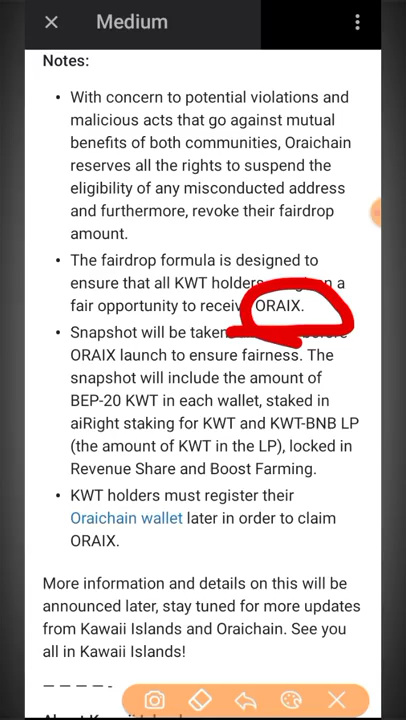 Medium
Notes:
• With concern to potential violations and
malicious acts that go against mutual
benefits of both communities, Oraichain
reserves all the rights to suspend the
eligibility of any misconducted address
and furthermore, revoke their fairdrop
amount.
• The fairdrop formula is designed to
ensure that all KWT holders a
fair opportunity to receive ORAIX.
• Snapshot will be taken before
ORAIX launch to ensure fairness. The
snapshot will include the amount of
BEP-20 KWT in each wallet, staked in
aiRight staking for KWT and KWT-BNB LP
(the amount of KWT in the LP), locked in
Revenue Share and Boost Farming.
• KWT holders must register their
Oraichain wallet later in order to claim
ORAIX.
More information and details on this will be
announced later, stay tuned for more updates
from Kawaii Islands and Oraichain. See you
all in Kawaii Islands!
— — — — -